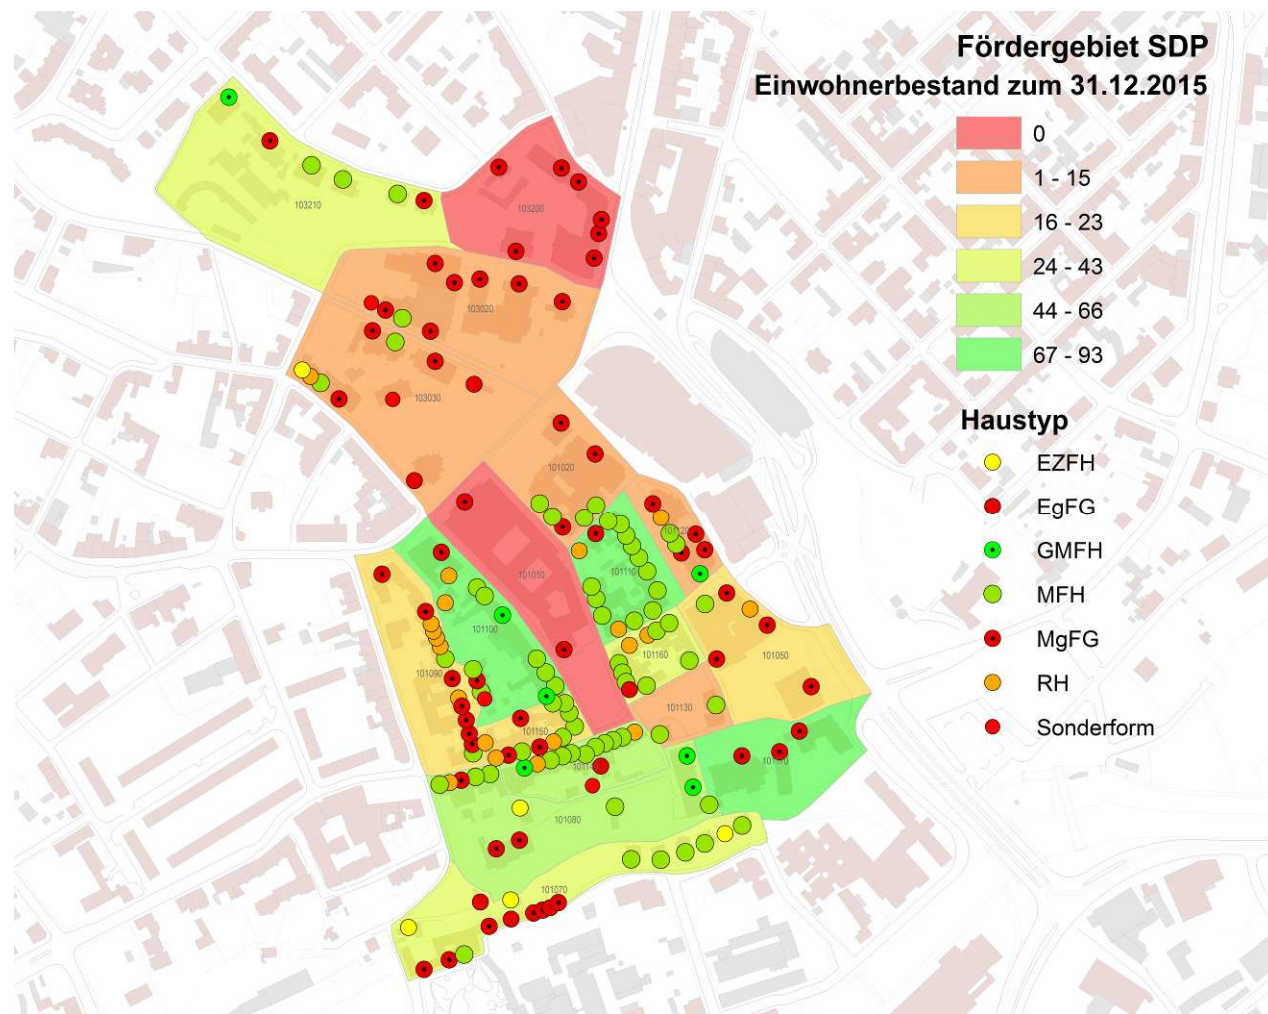 Fördergebiet SDP
Einwohnerbestand zum 31.12.2015
0
1 - 15
16 - 23
24 - 43
44 - 66
67 - 93
Haustyp
EZFH
EgFG
GMFH
MFH
MgFG
RH
Sonderform
103210
103200
103020
103030
101020
101010
101110
101100
101160
101050
101090
101130
101150
101080
101070